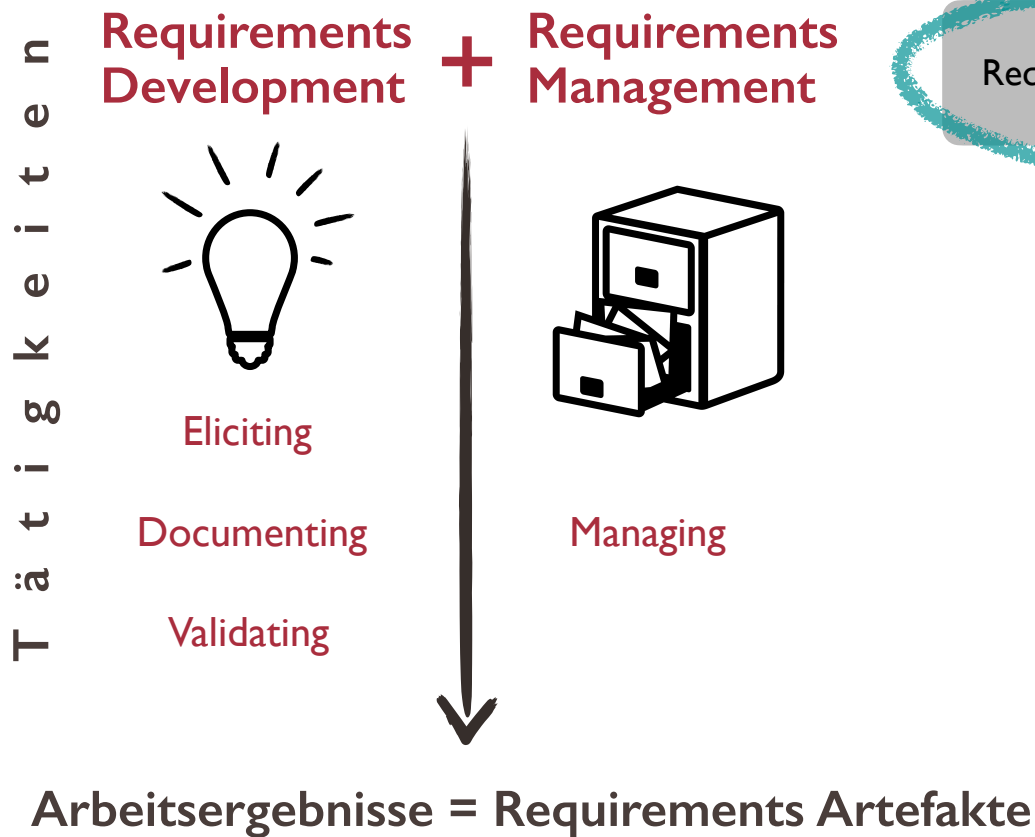 Tätigkeiten
Requirements
Development
+
Requirements
Management
Eliciting
Documenting
Validating
Managing
Arbeitsergebnisse = Requirements Artefakte